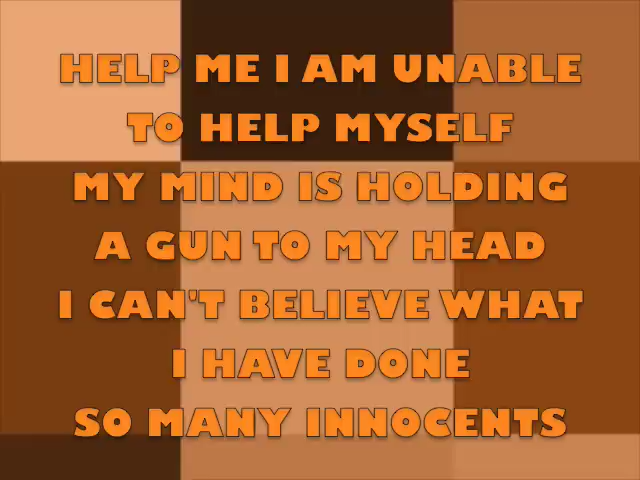 HELP ME I AM UNABLE
TO HELP MYSELF
MY MIND IS HOLDING
A GUN TO MY HEAD
I CAN'T BELIEVE WHAT
I HAVE DONE
SO MANY INNOCENTS